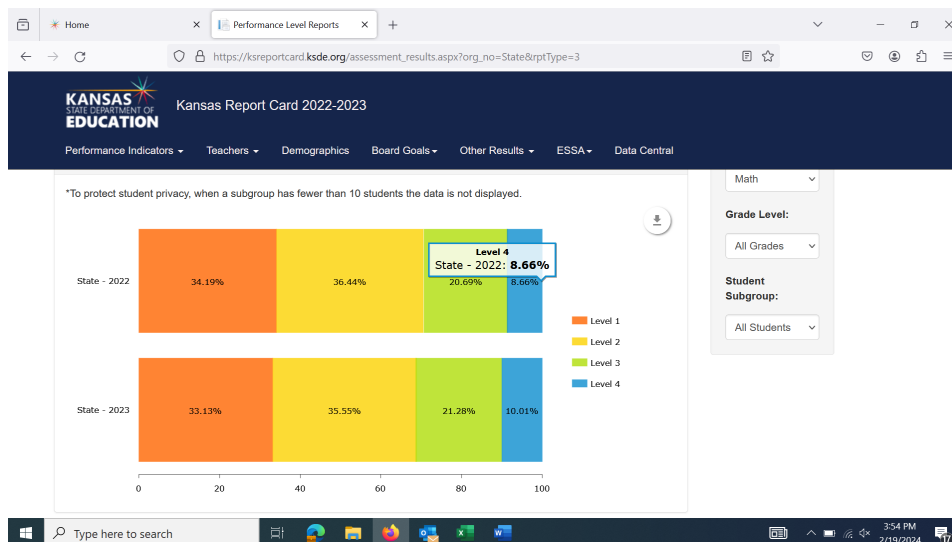 Home
Performance Level Reports
https://ksreportcard.ksde.org/assessment_results.aspx?org_no=State&rptType=3
KANSAS
STATE DEPARTMENT OF
EDUCATION
Kansas Report Card 2022-2023
Performance Indicators
Teachers
Demographics
Board Goals
Other Results
ESSA
Data Central
*To protect student privacy, when a subgroup has fewer than 10 students the data is not displayed.
Math
Grade Level:
All Grades
Student
Subgroup:
All Students
Level 4
State - 2022: 8.66%
State - 2022
34.19%
36.44%
20.69%
8.66%
Level 1
Level 2
Level 3
Level 4
State - 2023
33.13%
35.55%
21.28%
10.01%
0
20
40
60
80
100
Type here to search
3:54 PM
2/19/2024